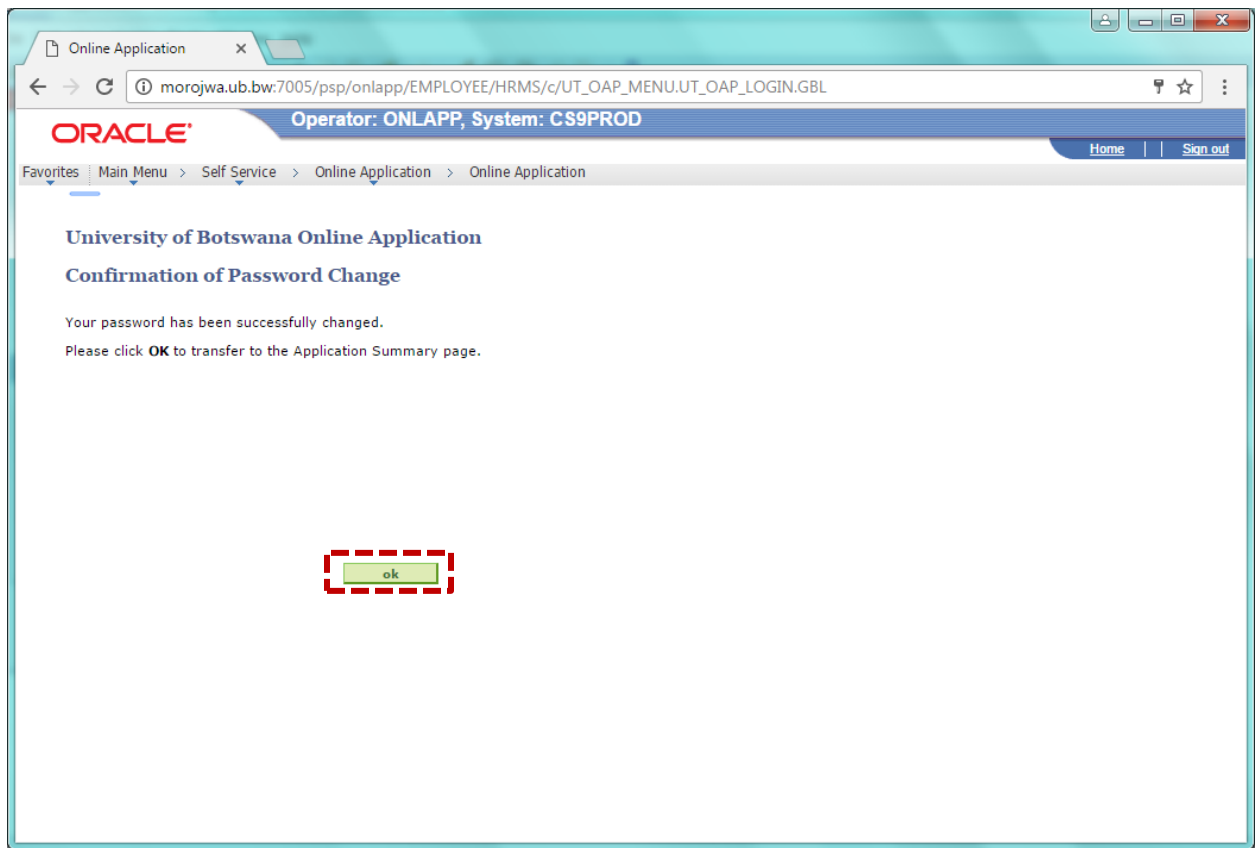 Online Application
morojwa.ub.bw:7005/psp/onlapp/EMPLOYEE/HRMS/c/UT_OAP_MENU.UT_OAP_LOGIN.GBL
ORACLE'
Operator: ONLAPP, System: CS9PROD
Home | | Sign out
Favorites Main Menu > Self Service > Online Application > Online Application
University of Botswana Online Application
Confirmation of Password Change
Your password has been successfully changed.
Please click OK to transfer to the Application Summary page.
ok